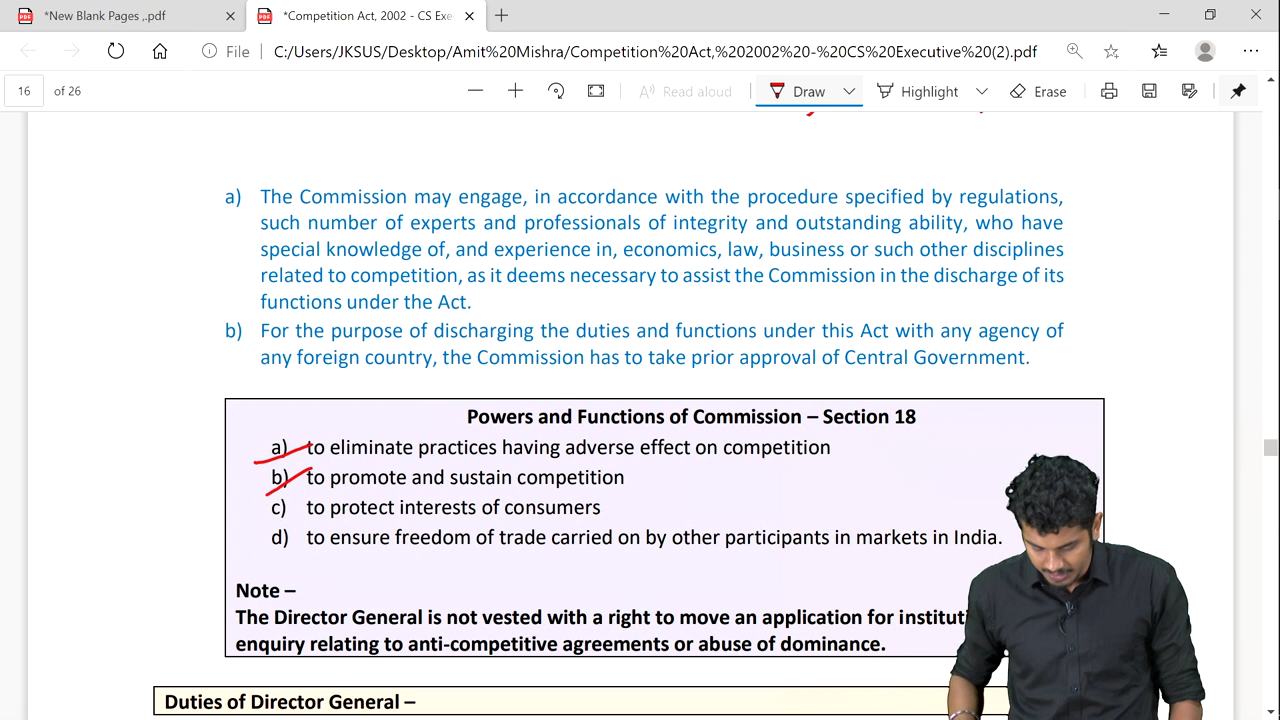 *New Blank Pages ,.pdf
*Competition Act, 2002 - CS Exe
File
C:/Users/JKSUS/Desktop/Amit%20Mishra/Competition%20Act,%202002%20-%20CS%20Executive%20(2).pdf
16 of 26
Read aloud
Draw
Highlight
Erase
a) The Commission may engage, in accordance with the procedure specified by regulations,
such number of experts and professionals of integrity and outstanding ability, who have
special knowledge of, and experience in, economics, law, business or such other disciplines
related to competition, as it deems necessary to assist the Commission in the discharge of its
functions under the Act.
b) For the purpose of discharging the duties and functions under this Act with any agency of
any foreign country, the Commission has to take prior approval of Central Government.
Powers and Functions of Commission – Section 18
a) to eliminate practices having adverse effect on competition
b) to promote and sustain competition
c) to protect interests of consumers
d) to ensure freedom of trade carried on by other participants in markets in India.
Note –
The Director General is not vested with a right to move an application for instituti
enquiry relating to anti-competitive agreements or abuse of dominance.
Duties of Director General –